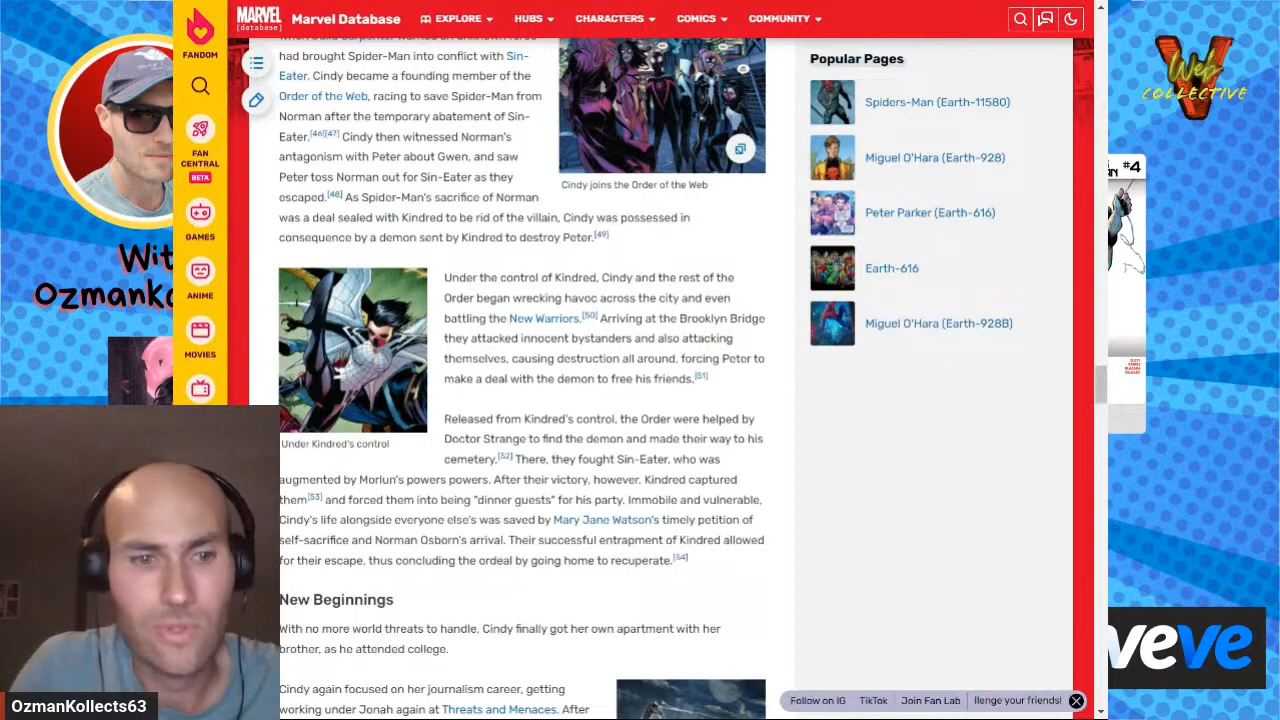 MARVEL
[database]
Marvel Database
EXPLORE
HUBS
CHARACTERS
COMICS
COMMUNITY
FANDOM
FAN
CENTRAL
BETA
GAMES
ANIME
MOVIES
had brought Spider-Man into conflict with Sin-
Eater. Cindy became a founding member of the
Order of the Web, racing to save Spider-Man from
Norman after the temporary abatement of Sin-
Eater.[46][47] Cindy then witnessed Norman's
antagonism with Peter about Gwen, and saw
Peter toss Norman out for Sin-Eater as they
escaped.[48] As Spider-Man's sacrifice of Norman
was a deal sealed with Kindred to be rid of the villain, Cindy was possessed in
consequence by a demon sent by Kindred to destroy Peter.[49]
Cindy joins the Order of the Web
Under the control of Kindred, Cindy and the rest of the
Order began wrecking havoc across the city and even
battling the New Warriors.[50] Arriving at the Brooklyn Bridge
they attacked innocent bystanders and also attacking
themselves, causing destruction all around, forcing Peter to
make a deal with the demon to free his friends.[51]
Under Kindred's control
Released from Kindred's control, the Order were helped by
Doctor Strange to find the demon and made their way to his
cemetery.[52] There, they fought Sin-Eater, who was
augmented by Morlun's powers powers. After their victory, however, Kindred captured
them[53] and forced them into being "dinner guests" for his party. Immobile and vulnerable,
Cindy's life alongside everyone else's was saved by Mary Jane Watson's timely petition of
self-sacrifice and Norman Osborn's arrival. Their successful entrapment of Kindred allowed
for their escape, thus concluding the ordeal by going home to recuperate.[54]
New Beginnings
With no more world threats to handle, Cindy finally got her own apartment with her
brother, as he attended college.
Cindy again focused on her journalism career, getting
working under Jonah again at Threats and Menaces. After
Popular Pages
Spiders-Man (Earth-11580)
Miguel O'Hara (Earth-928)
Peter Parker (Earth-616)
Earth-616
Miguel O'Hara (Earth-928B)
Follow on IG
TikTok
Join Fan Lab
llenge your friends!
Wit
OzmanKo
OzmanKollects63
Web
COLLECTIVE
#4
eve